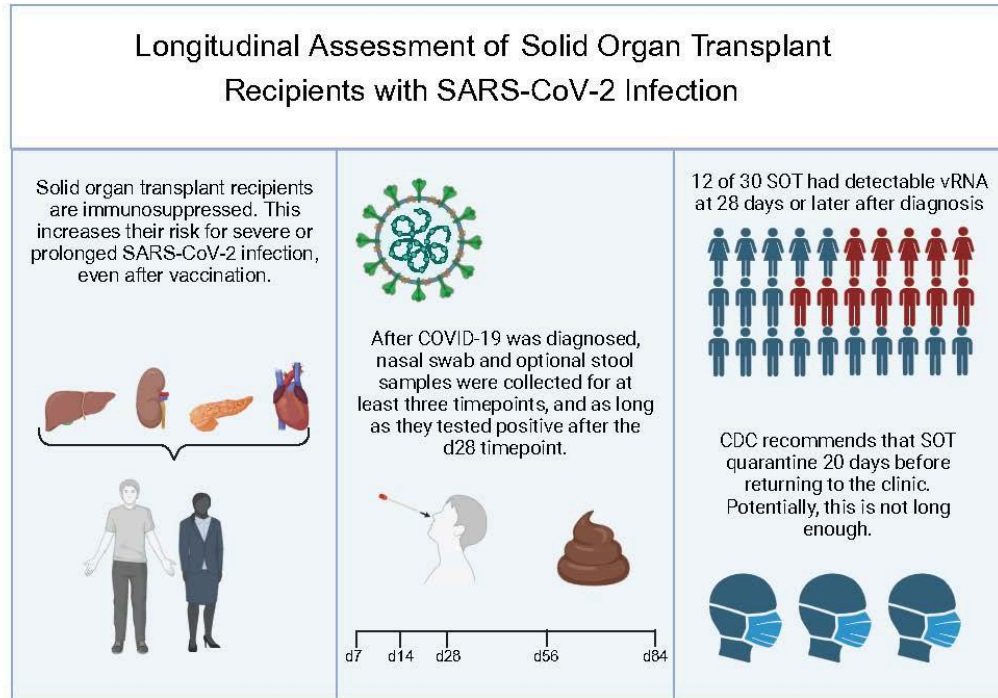 Longitudinal Assessment of Solid Organ Transplant
Recipients with SARS-CoV-2 Infection
Solid organ transplant recipients
are immunosuppressed. This
increases their risk for severe or
prolonged SARS-CoV-2 infection,
even after vaccination.
After COVID-19 was diagnosed,
nasal swab and optional stool
samples were collected for at
least three timepoints, and as long
as they tested positive after the
d28 timepoint.
d7 d14 d28 d56 d84
12 of 30 SOT had detectable vRNA
at 28 days or later after diagnosis
CDC recommends that SOT
quarantine 20 days before
returning to the clinic.
Potentially, this is not long
enough.